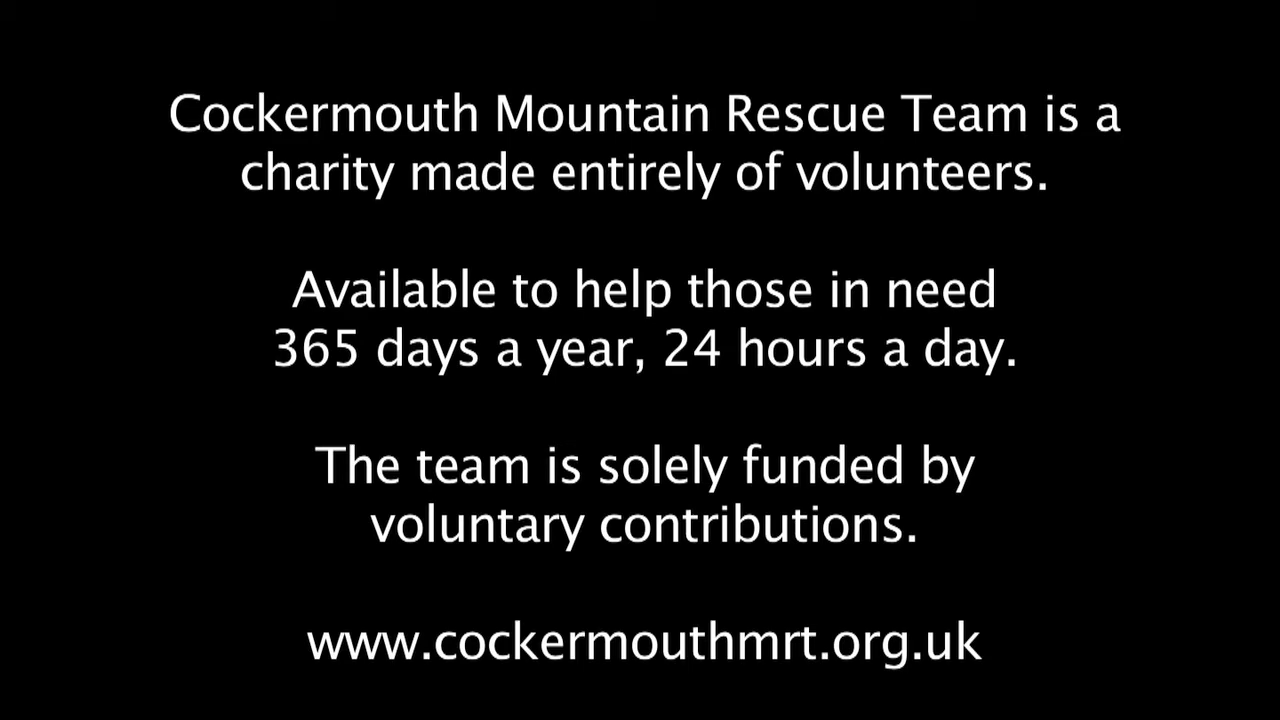 Cockermouth Mountain Rescue Team is a
charity made entirely of volunteers.
Available to help those in need
365 days a year, 24 hours a day.
The team is solely funded by
voluntary contributions.
www.cockermouthmrt.org.uk